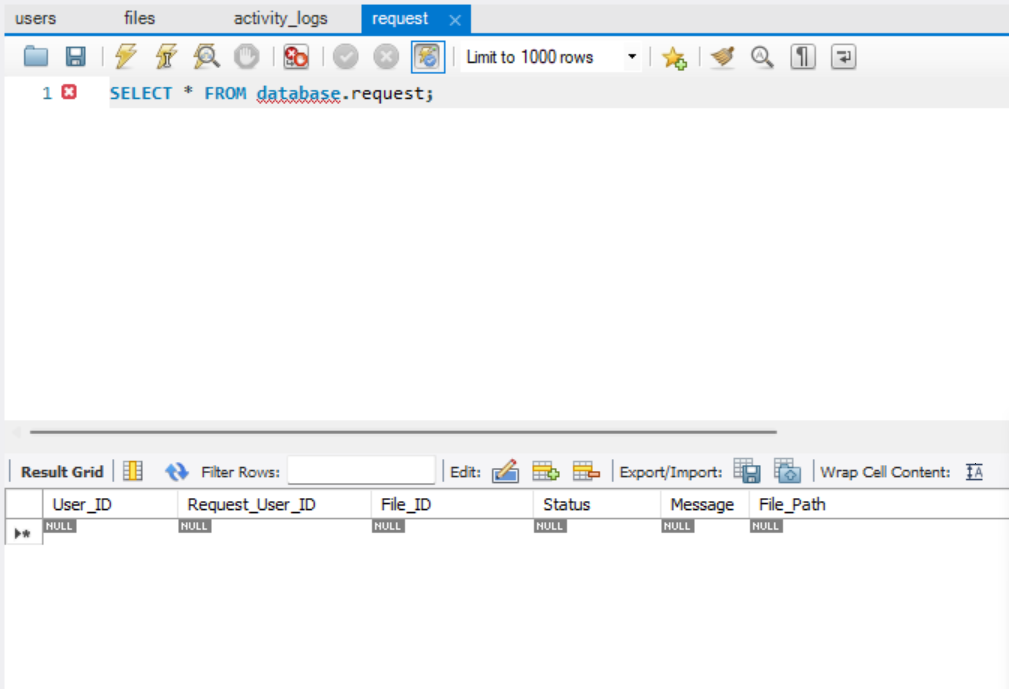 users files activity_logs request
Limit to 1000 rows
1 SELECT * FROM database.request;
Result Grid Filter Rows: Edit: Export/Import: Wrap Cell Content: IA
User_ID Request_User_ID File_ID Status Message File_Path
NULL NULL NULL NULL NULL NULL